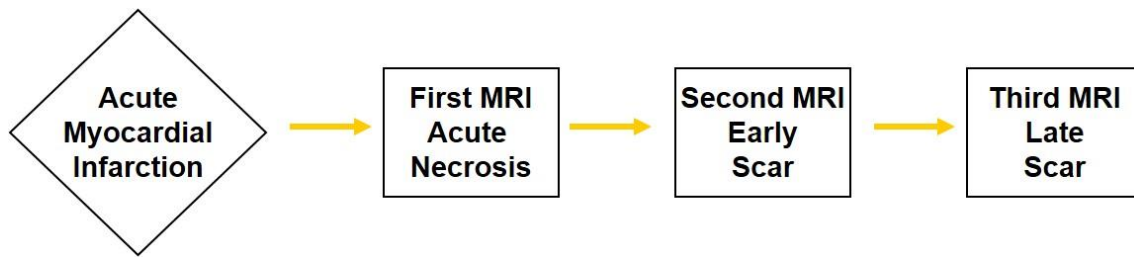 Acute
Myocardial
Infarction
First MRI
Acute
Necrosis
Second MRI
Early
Scar
Third MRI
Late
Scar